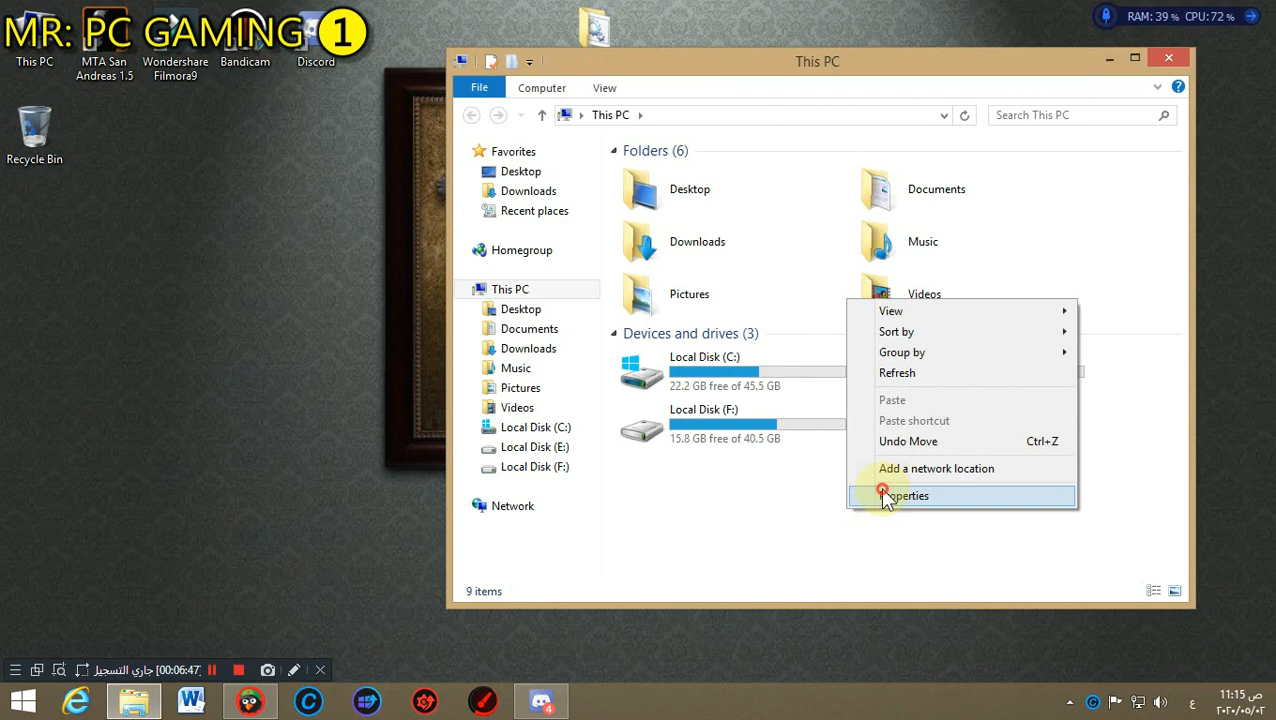 MR: PC GAMING 1
RAM: 39 % CPU: 72 %
This PC
MTA San Andreas 1.5
Wondershare Filmora9
Bandicam
Discord
Recycle Bin
This PC
File
Computer
View
This PC
Search This PC
Favorites
Desktop
Downloads
Recent places
Homegroup
This PC
Desktop
Documents
Downloads
Music
Pictures
Videos
Local Disk (C:)
Local Disk (E:)
Local Disk (F:)
Network
Folders (6)
Desktop
Documents
Downloads
Music
Pictures
Videos
Devices and drives (3)
Local Disk (C:)
22.2 GB free of 45.5 GB
Local Disk (F:)
15.8 GB free of 40.5 GB
View
Sort by
Group by
Refresh
Paste
Paste shortcut
Undo Move Ctrl+Z
Add a network location
Properties
9 items
جاري التسجيل [00:06:47]
4
ع
11:15 ص
٢٠٢٠/٠٥/٠٢